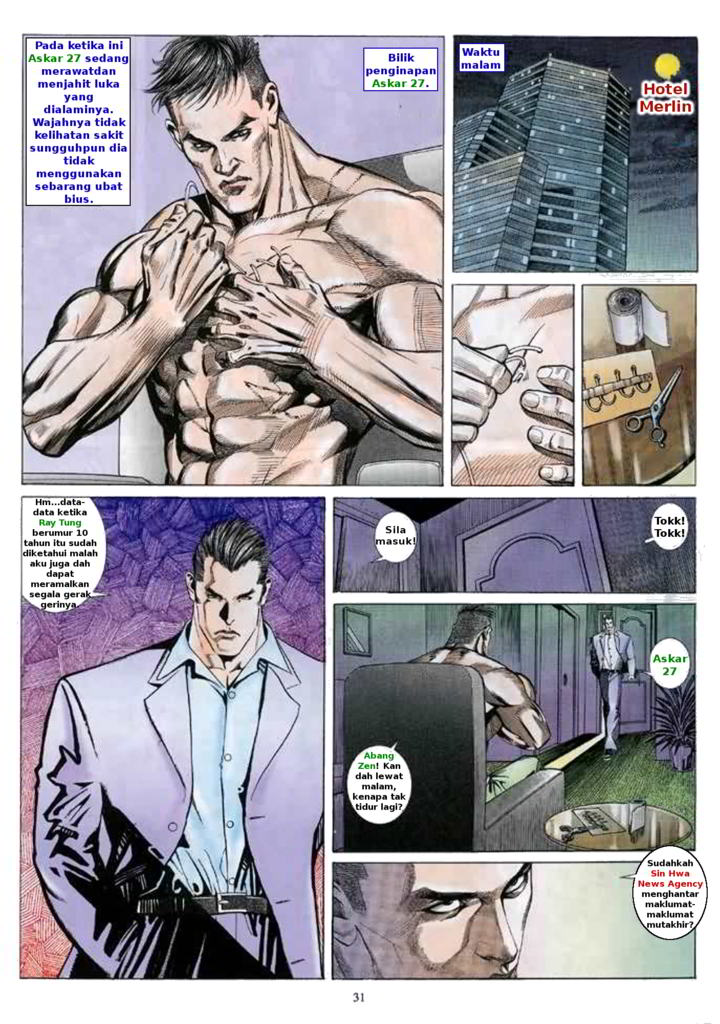 Pada ketika ini
Askar 27 sedang
merawatdan
menjahit luka
yang
dialaminya.
Wajahnya tidak
kelihatan sakit
sungguhpun dia
tidak
menggunakan
sebarang ubat
bius.
Bilik
penginapan
Askar 27.
Waktu
malam
Hotel
Merlin
Hm...data-
data ketika
Ray Tung
berumur 10
tahun itu sudah
diketahui malah
aku juga dah
dapat
meramalkan
segala gerak
gerinya.
Sila
masuk!
Tokk!
Tokk!
Askar
27
Abang
Zen! Kan
dah lewat
malam,
kenapa tak
tidur lagi?
Sudahkah
Sin Hwa
News Agency
menghantar
maklumat-
maklumat
mutakhir?
31